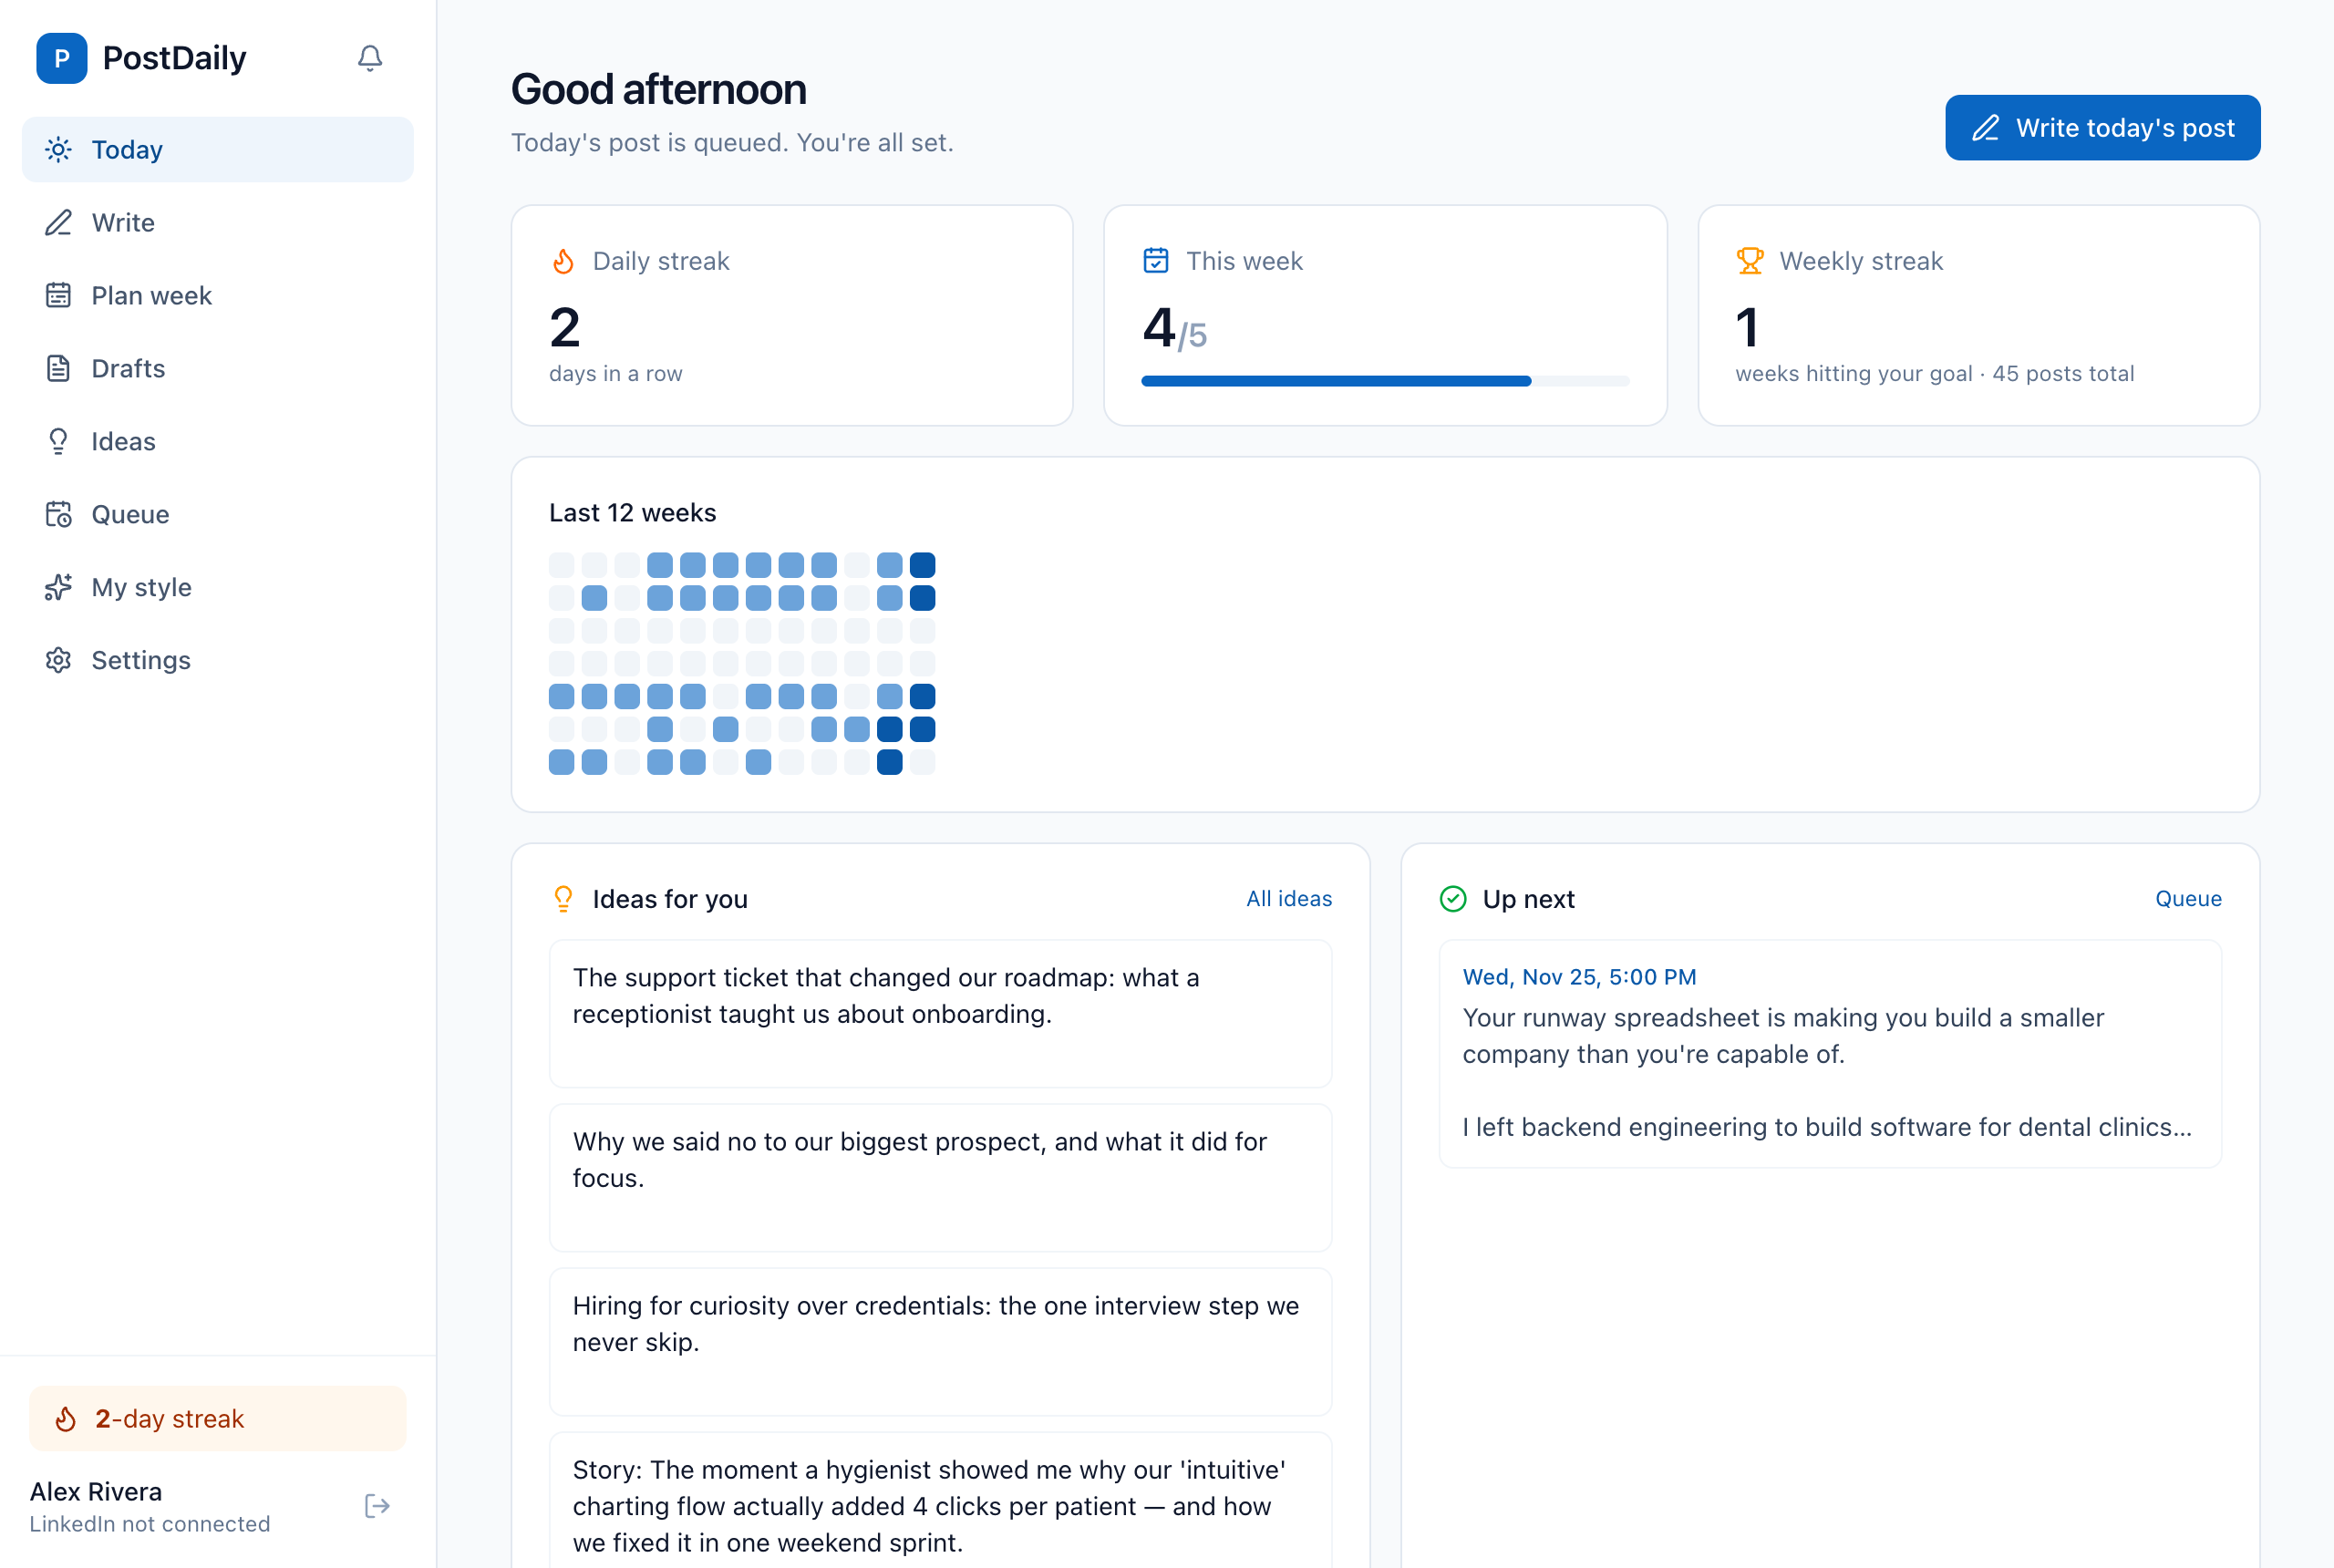 P PostDaily
Today
Write
Plan week
Drafts
Ideas
Queue
My style
Settings
2-day streak
Alex Rivera
LinkedIn not connected
Good afternoon
Today's post is queued. You're all set.
Write today's post
Daily streak
2
days in a row
This week
4/5
Weekly streak
1
weeks hitting your goal · 45 posts total
Last 12 weeks
Ideas for you
All ideas
The support ticket that changed our roadmap: what a
receptionist taught us about onboarding.
Why we said no to our biggest prospect, and what it did for
focus.
Hiring for curiosity over credentials: the one interview step we
never skip.
Story: The moment a hygienist showed me why our 'intuitive'
charting flow actually added 4 clicks per patient — and how
we fixed it in one weekend sprint.
Up next
Queue
Wed, Nov 25, 5:00 PM
Your runway spreadsheet is making you build a smaller
company than you're capable of.
I left backend engineering to build software for dental clinics...